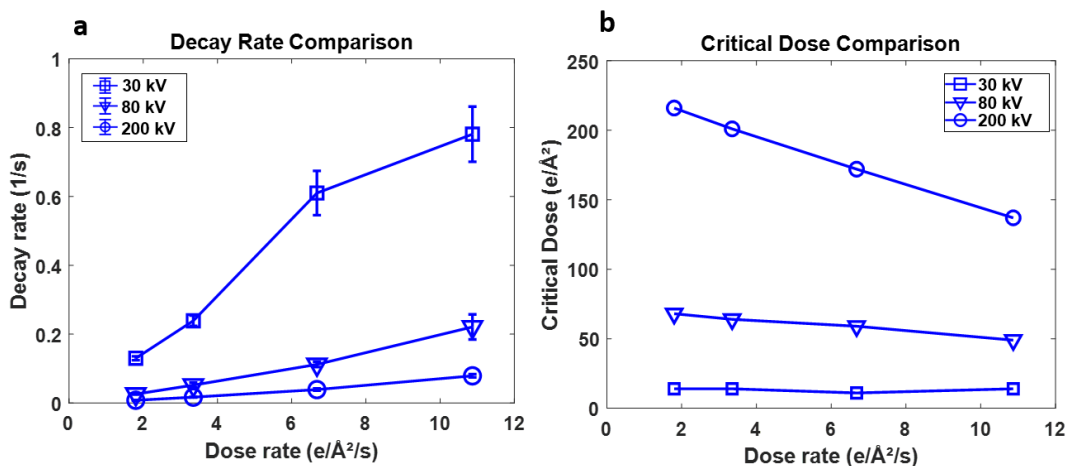 a
Decay Rate Comparison
1
0.8
0.6
0.4
0.2
0
0
2
4
6
8
10
12
30 kV
80 kV
200 kV
Decay rate (1/s)
Dose rate (e/Å²/s)
b
Critical Dose Comparison
250
200
150
100
50
0
0
2
4
6
8
10
12
30 kV
80 kV
200 kV
Critical Dose (e/Å²)
Dose rate (e/Å²/s)